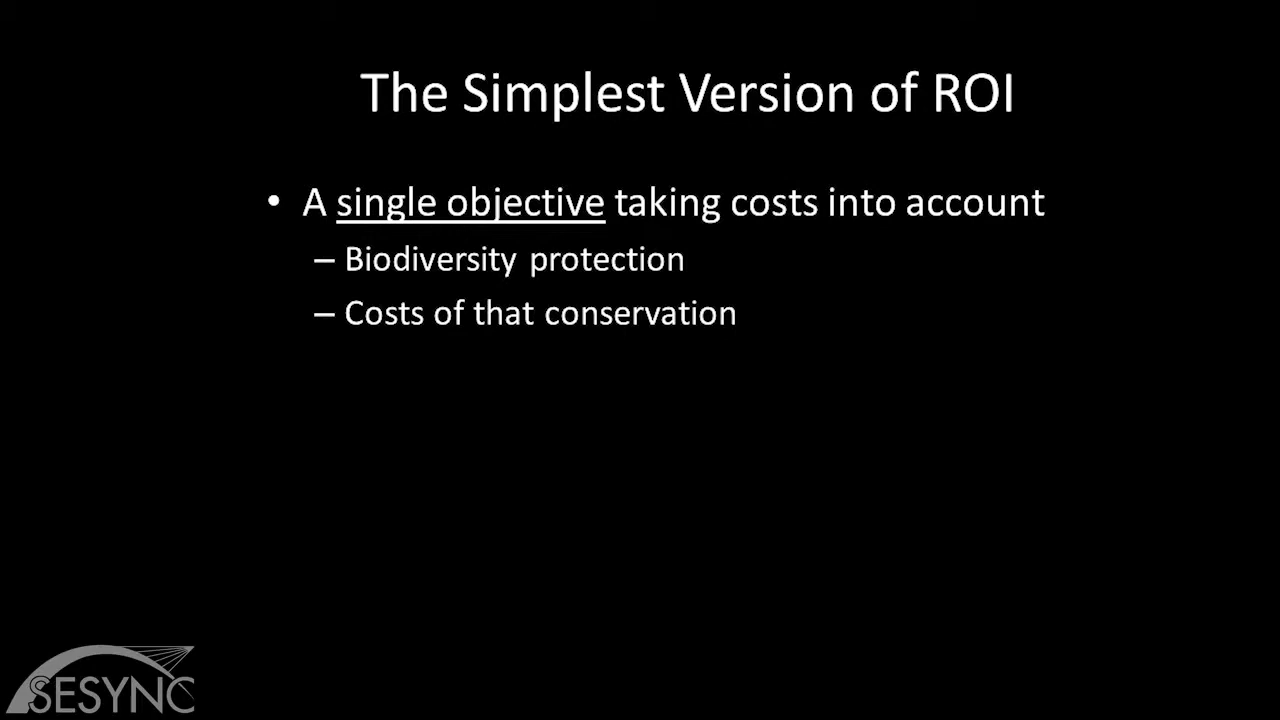 The Simplest Version of ROI
• A single objective taking costs into account
– Biodiversity protection
– Costs of that conservation
SESYNC